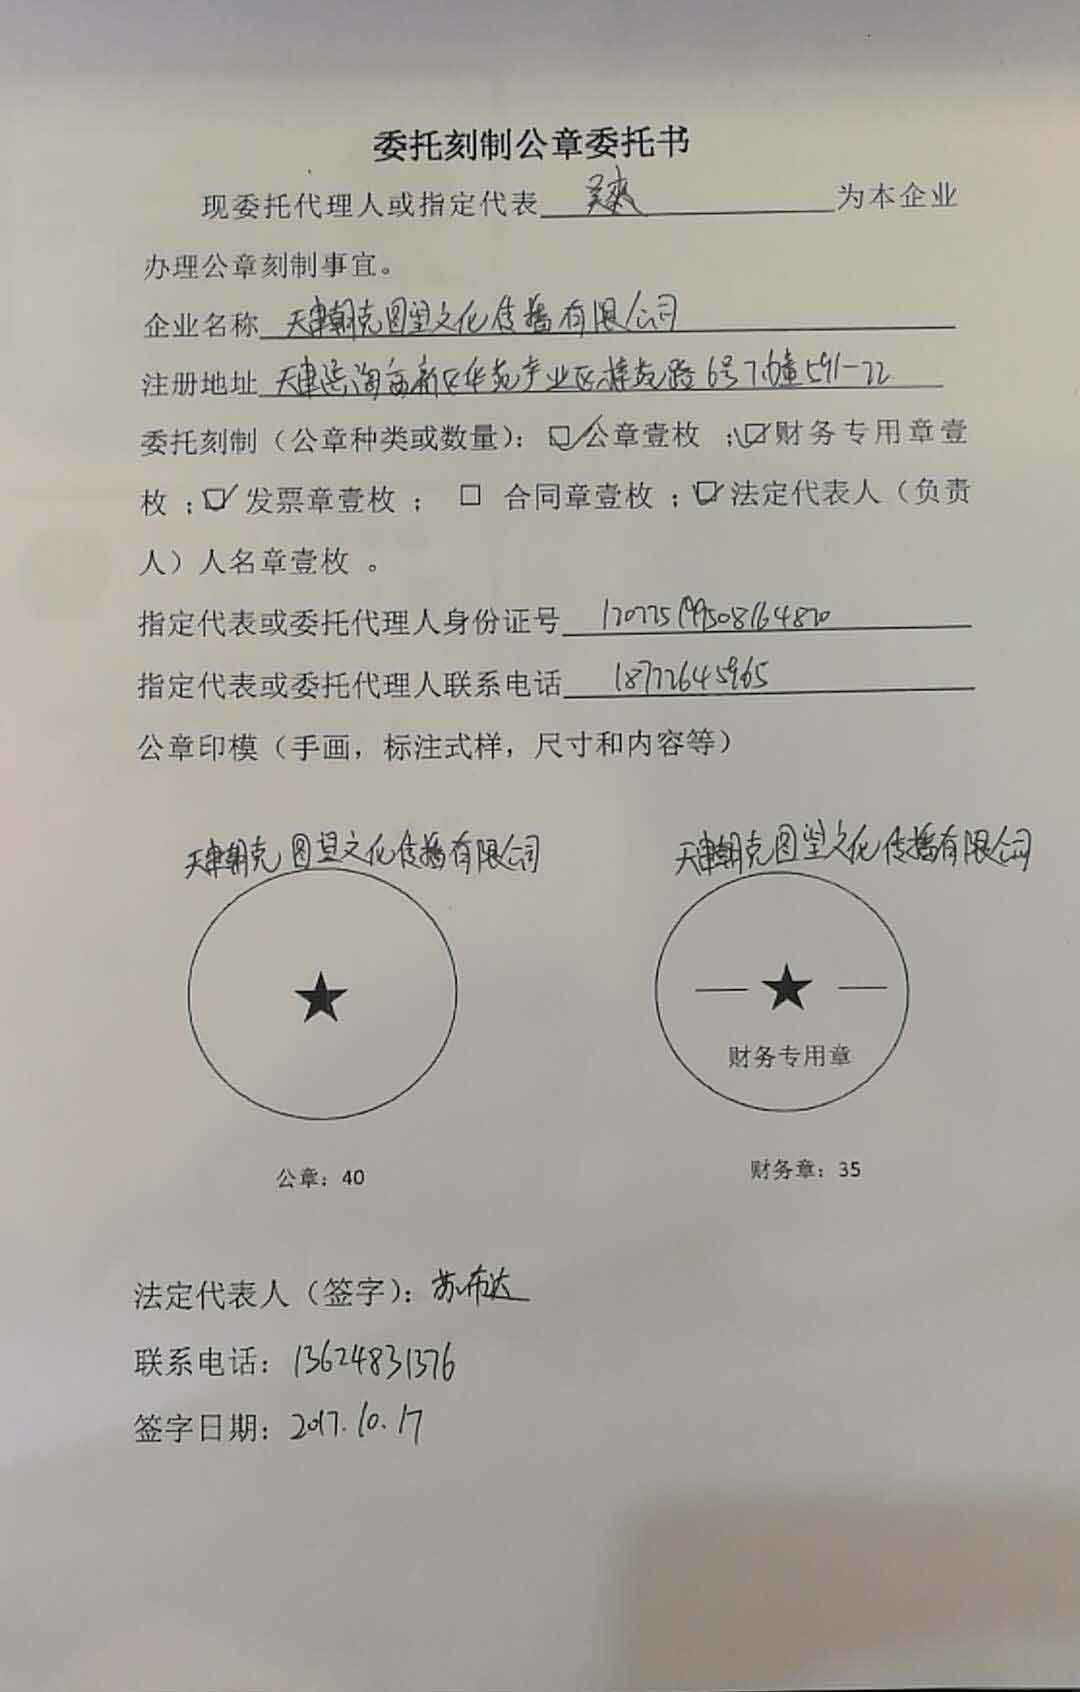 委托刻制公章委托书
现委托代理人或指定代表 吴爽 为本企业
办理公章刻制事宜。
企业名称 天津朝克图望文化传播有限公司
注册地址 天津滨海高新区华苑产业区梓苑路6号7幢591-22
委托刻制（公章种类或数量）：☑公章壹枚 ；☑财务专用章壹
枚 ；☑ 发票章壹枚 ； □ 合同章壹枚 ；☑法定代表人（负责
人）人名章壹枚 。
指定代表或委托代理人身份证号
指定代表或委托代理人联系电话 18722645965
公章印模（手画，标注式样，尺寸和内容等）
天津朝克图望文化传播有限公司 天津朝克图望文化传播有限公司
★ — ★ —
财务专用章
公章：40 财务章：35
法定代表人（签字）：苏布达
联系电话：13624831376
签字日期：2017.10.17